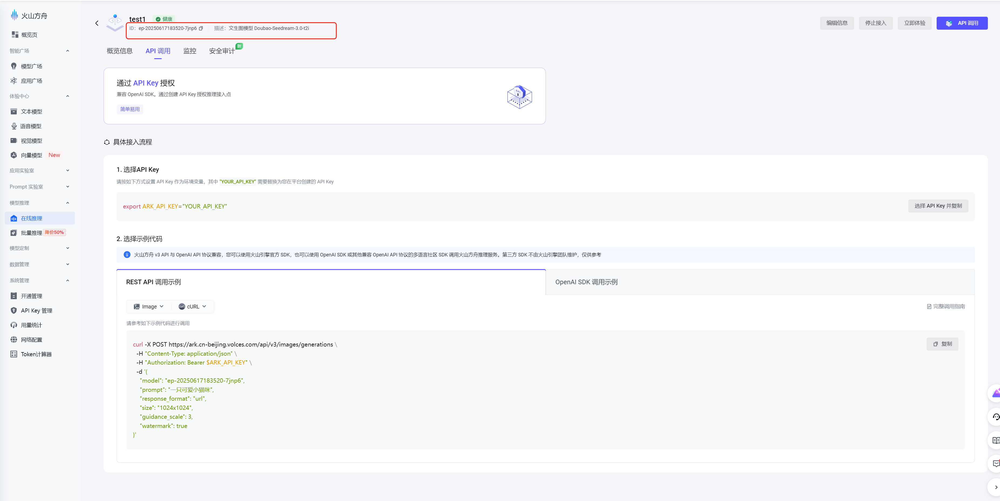 火山方舟
概览页
智能广场
模型广场
应用广场
体验中心
文本模型
语音模型
视觉模型
向量模型 New
应用实验室
Prompt 实验室
模型推理
在线推理
批量推理 降价50%
模型定制
数据管理
系统管理
开通管理
API Key 管理
用量统计
网络配置
Token计算器
test1 健康
ID： ep-20250617183520-7jnp6 描述： 文生图模型 Doubao-Seedream-3.0-t2i
编辑信息 停止接入 立即体验 API 调用
概览信息 API 调用 监控 安全审计 新
通过 API Key 授权
兼容 OpenAI SDK。通过创建 API Key 授权推理接入点
简单易用
API
具体接入流程
1. 选择API Key
请按如下方式设置 API Key 作为环境变量，其中 "YOUR_API_KEY" 需要替换为您在平台创建的 API Key
export ARK_API_KEY="YOUR_API_KEY"
选择 API Key 并复制
2. 选择示例代码
火山方舟 v3 API 与 OpenAI API 协议兼容，您可以使用火山引擎官方 SDK，也可以使用 OpenAI SDK 或其他兼容 OpenAI API 协议的多语言社区 SDK 调用火山方舟推理服务。第三方 SDK 不由火山引擎团队维护，仅供参考
REST API 调用示例 OpenAI SDK 调用示例
Image curl cURL 完整调用指南
请参考如下示例代码进行调用
复制
curl -X POST https://ark.cn-beijing.volces.com/api/v3/images/generations \
-H "Content-Type: application/json" \
-H "Authorization: Bearer $ARK_API_KEY" \
-d '{
"model": "ep-20250617183520-7jnp6",
"prompt": "一只可爱小猫咪",
"response_format": "url",
"size": "1024x1024",
"guidance_scale": 3,
"watermark": true
}'